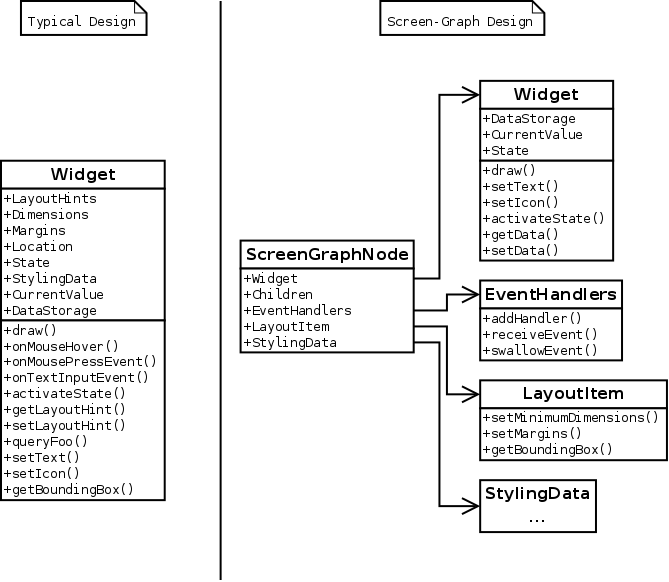 Typical Design
Widget
+LayoutHints
+Dimensions
+Margins
+Location
+State
+StylingData
+CurrentValue
+DataStorage
+draw()
+onMouseHover()
+onMousePressEvent()
+onTextInputEvent()
+activateState()
+getLayoutHint()
+setLayoutHint()
+queryFoo()
+setText()
+setIcon()
+getBoundingBox()
Screen-Graph Design
ScreenGraphNode
+Widget
+Children
+EventHandlers
+LayoutItem
+StylingData
Widget
+DataStorage
+CurrentValue
+State
+draw()
+setText()
+setIcon()
+activateState()
+getData()
+setData()
EventHandlers
+addHandler()
+receiveEvent()
+swallowEvent()
LayoutItem
+setMinimumDimensions()
+setMargins()
+getBoundingBox()
StylingData
...